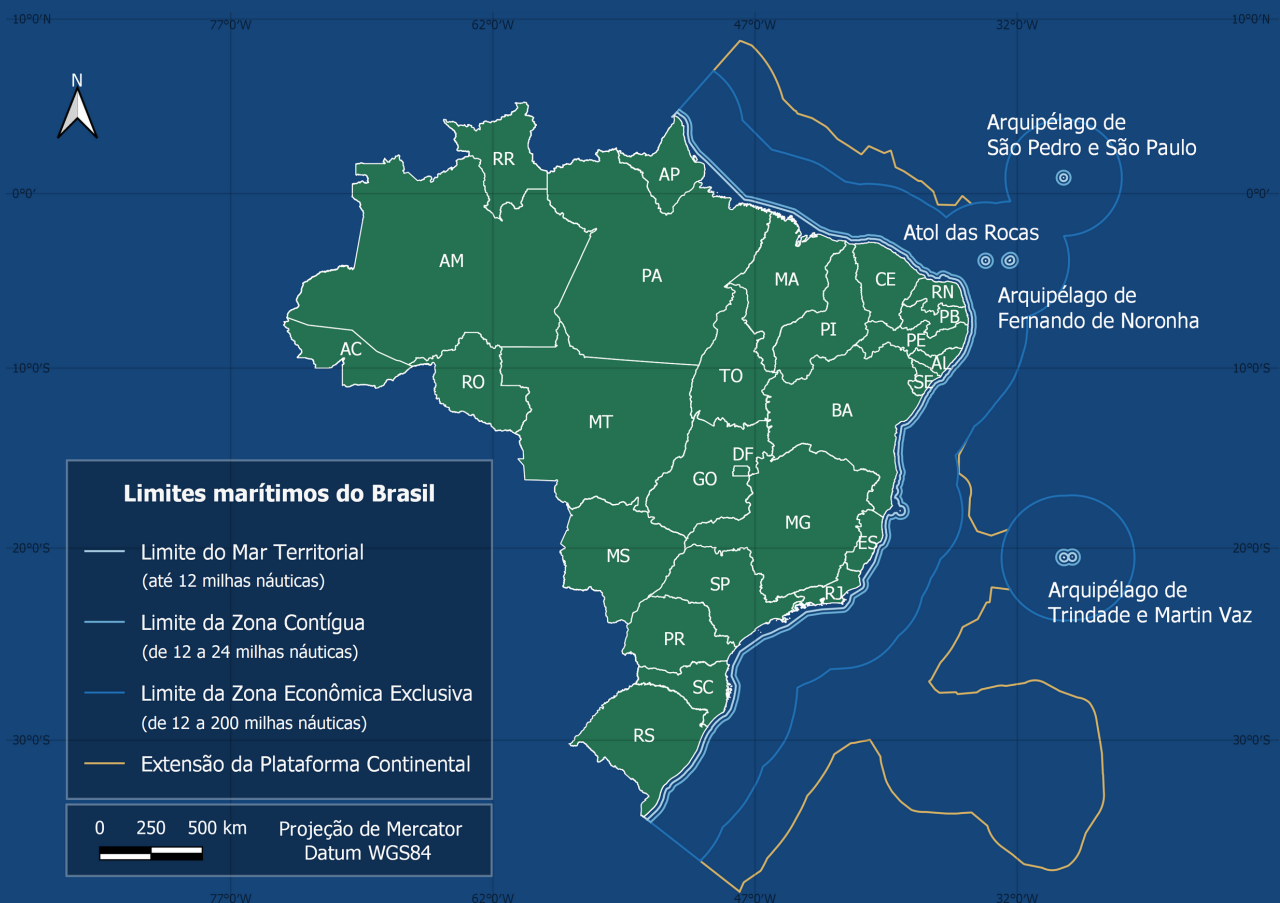 10°0'N
77°0'W
62°0'W
47°0'W
32°0'W
10°0'N
N
Arquipélago de
São Pedro e São Paulo
RR
AP
0°0'
0°0'
Atol das Rocas
AM
PA
MA
CE
RN
Arquipélago de
Fernando de Noronha
PB
PI
PE
AC
AL
10°0'S
10°0'S
RO
TO
SE
BA
MT
DF
GO
Limites marítimos do Brasil
MG
ES
Limite do Mar Territorial
(até 12 milhas náuticas)
20°0'S
20°0'S
MS
SP
RJ
Arquipélago de
Trindade e Martin Vaz
Limite da Zona Contígua
(de 12 a 24 milhas náuticas)
PR
SC
Limite da Zona Econômica Exclusiva
(de 12 a 200 milhas náuticas)
RS
30°0'S
30°0'S
Extensão da Plataforma Continental
0 250 500 km
Projeção de Mercator
Datum WGS84
77°0'W
62°0'W
47°0'W
32°0'W